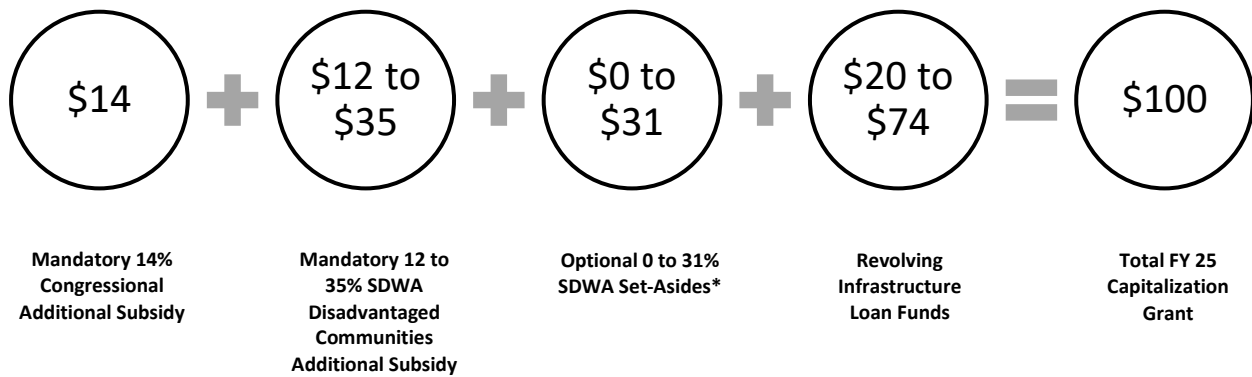 $14
$12 to
$35
$0 to
$31
$20 to
$74
$100
Mandatory 14%
Congressional
Additional Subsidy
Mandatory 12 to
35% SDWA
Disadvantaged
Communities
Additional Subsidy
Optional 0 to 31%
SDWA Set-Asides*
Revolving
Infrastructure
Loan Funds
Total FY 25
Capitalization
Grant